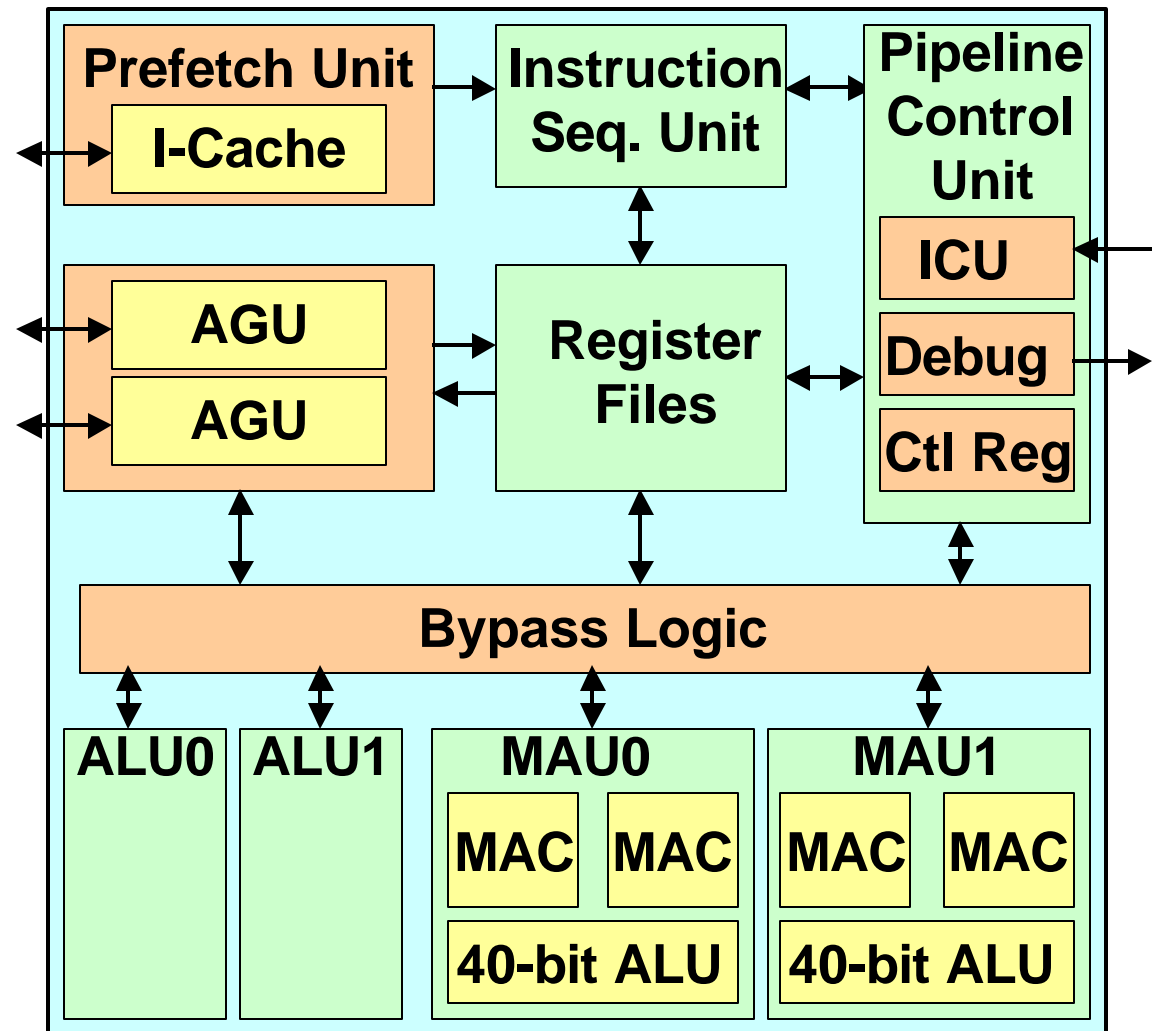 Prefetch Unit
I-Cache
Instruction
Seq. Unit
Pipeline
Control
Unit
ICU
Debug
Ctl Reg
AGU
AGU
Register
Files
Bypass Logic
ALU0
ALU1
MAU0
MAC
MAC
40-bit ALU
MAU1
MAC
MAC
40-bit ALU